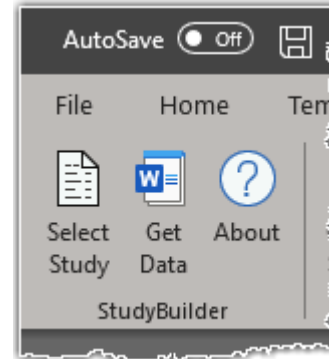 AutoSave Off
File Home
Select Get About
Study Data
StudyBuilder